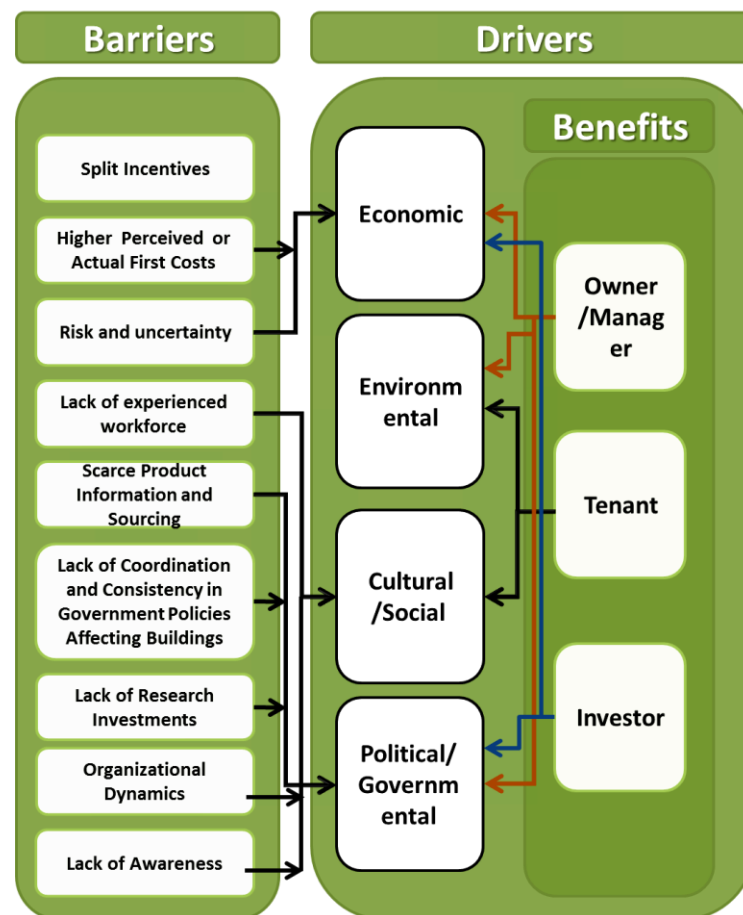 Barriers
Split Incentives
Higher Perceived or
Actual First Costs
Risk and uncertainty
Lack of experienced
workforce
Scarce Product
Information and
Sourcing
Lack of Coordination
and Consistency in
Government Policies
Affecting Buildings
Lack of Research
Investments
Organizational
Dynamics
Lack of Awareness
Drivers
Economic
Environm
ental
Cultural
/Social
Political/
Governm
ental
Benefits
Owner
/Manag
er
Tenant
Investor